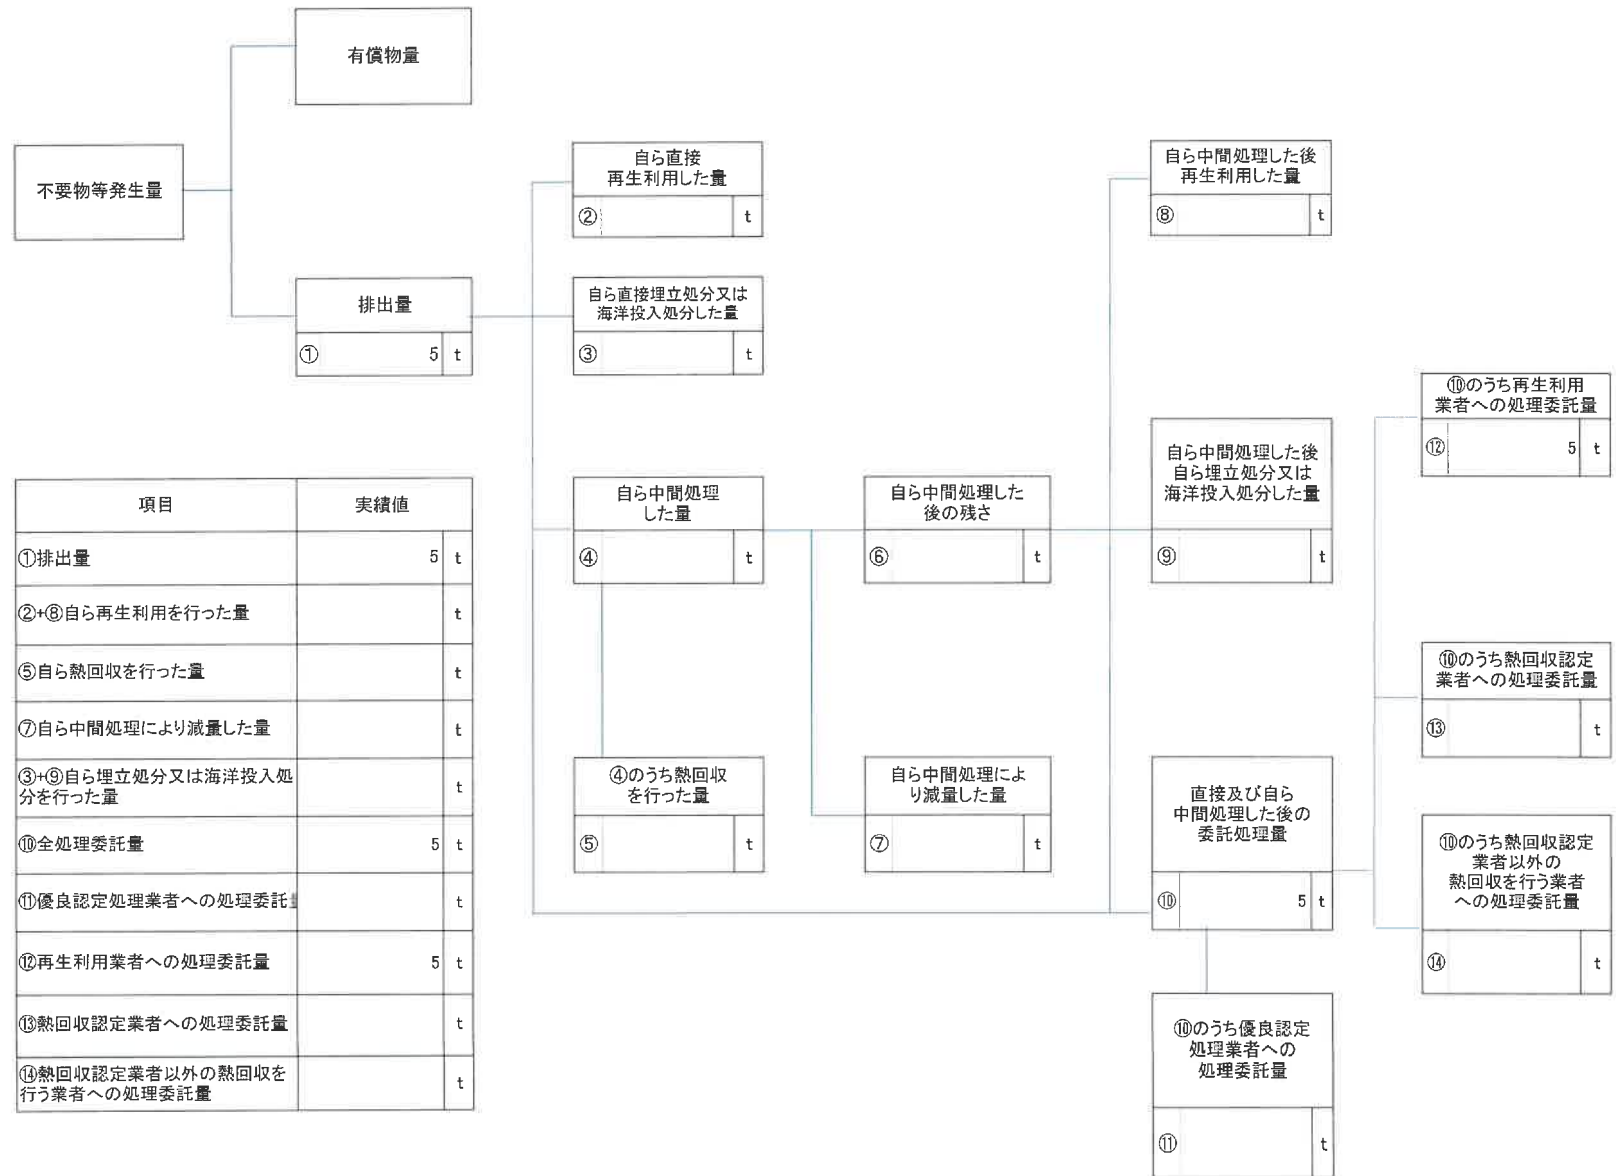 有償物量
不要物等発生量
排出量
① 5 t
自ら直接
再生利用した量
② t
自ら直接埋立処分又は
海洋投入処分した量
③ t
自ら中間処理
した量
④ t
④のうち熱回収
を行った量
⑤ t
自ら中間処理した
後の残さ
⑥ t
自ら中間処理によ
り減量した量
⑦ t
自ら中間処理した後
再生利用した量
⑧ t
自ら中間処理した後
自ら埋立処分又は
海洋投入処分した量
⑨ t
直接及び自ら
中間処理した後の
委託処理量
⑩ 5 t
⑩のうち優良認定
処理業者への
処理委託量
⑪ t
⑩のうち再生利用
業者への処理委託量
⑫ 5 t
⑩のうち熱回収認定
業者への処理委託量
⑬ t
⑩のうち熱回収認定
業者以外の
熱回収を行う業者
への処理委託量
⑭ t
項目 実績値
①排出量 5 t
②+⑧自ら再生利用を行った量 t
⑤自ら熱回収を行った量 t
⑦自ら中間処理により減量した量 t
③+⑨自ら埋立処分又は海洋投入処
分を行った量 t
⑩全処理委託量 5 t
⑪優良認定処理業者への処理委託 t
⑫再生利用業者への処理委託量 5 t
⑬熱回収認定業者への処理委託量 t
⑭熱回収認定業者以外の熱回収を
行う業者への処理委託量 t